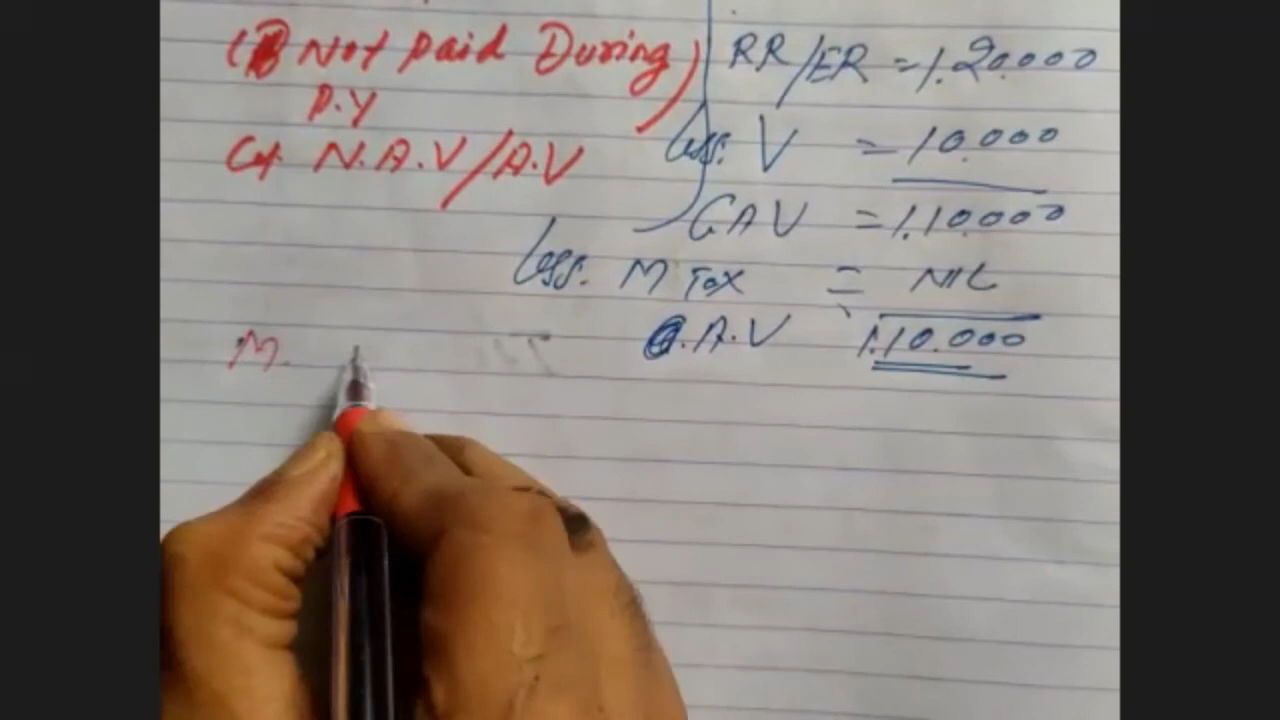 ( Not paid During)
P.Y
Cal N.A.V/A.V
M.
RR/ER = 1.20.000
Less. V = 10.000
GAV = 1.10.000
Less. M Tax = NIL
G.A.V 1.10.000